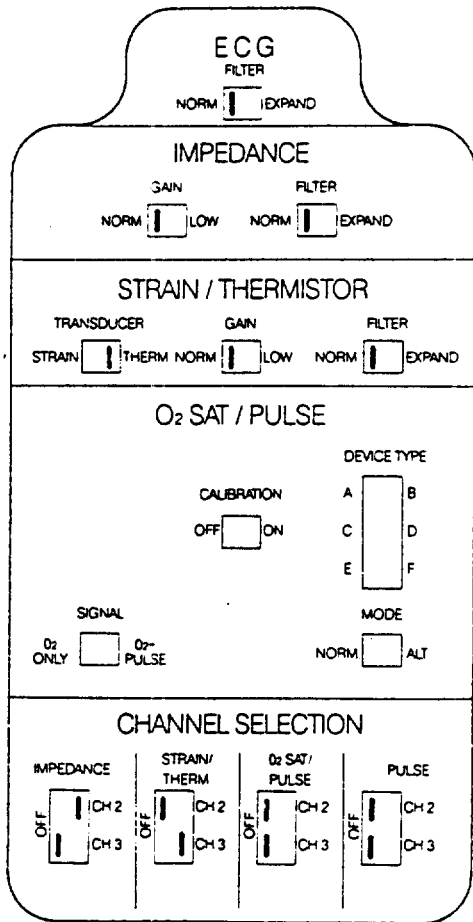 ECG
FILTER
NORM EXPAND
IMPEDANCE
GAIN FILTER
NORM LOW NORM EXPAND
STRAIN / THERMISTOR
TRANSDUCER GAIN FILTER
STRAIN THERM NORM LOW NORM EXPAND
O₂ SAT / PULSE
DEVICE TYPE
CALIBRATION A B
OFF ON C D
E F
SIGNAL MODE
O₂ ONLY O₂- PULSE NORM ALT
CHANNEL SELECTION
IMPEDANCE STRAIN/ THERM O₂ SAT/ PULSE PULSE
OFF CH 2 OFF CH 2 OFF CH 2 OFF CH 2
CH 3 CH 3 CH 3 CH 3